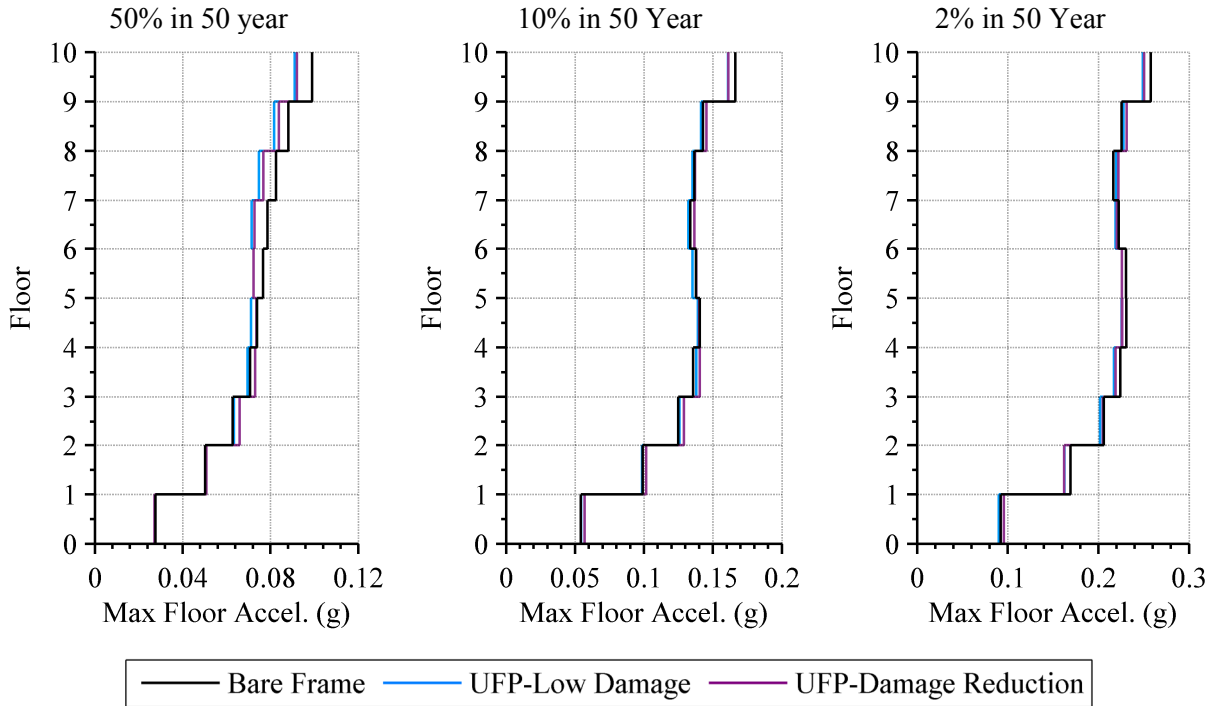 50% in 50 year
10
9
8
7
6
5
4
3
2
1
0
Floor
0 0.04 0.08 0.12
Max Floor Accel. (g)
10% in 50 Year
10
9
8
7
6
5
4
3
2
1
0
Floor
0 0.05 0.1 0.15 0.2
Max Floor Accel. (g)
2% in 50 Year
10
9
8
7
6
5
4
3
2
1
0
Floor
0 0.1 0.2 0.3
Max Floor Accel. (g)
Bare Frame UFP-Low Damage UFP-Damage Reduction